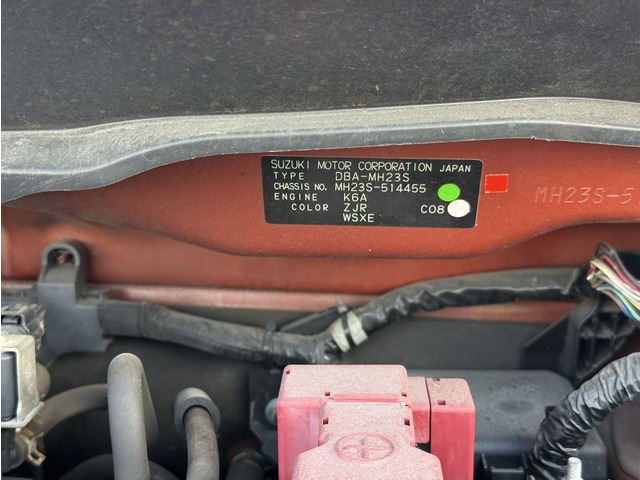 SUZUKI MOTOR CORPORATION JAPAN
TYPE DBA-MH23S
CHASSIS NO. MH23S-514455
ENGINE K6A
COLOR ZJR C08
WSXE
MH23S-5